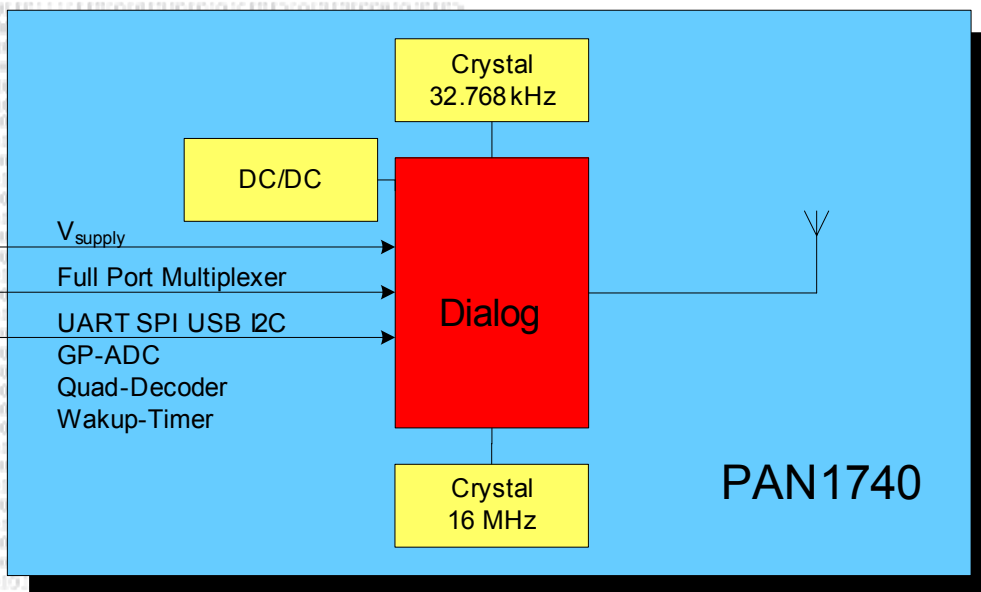 Crystal
32.768 kHz
DC/DC
Vsupply
Full Port Multiplexer
UART SPI USB I2C
GP-ADC
Quad-Decoder
Wakup-Timer
Dialog
Crystal
16 MHz
PAN1740